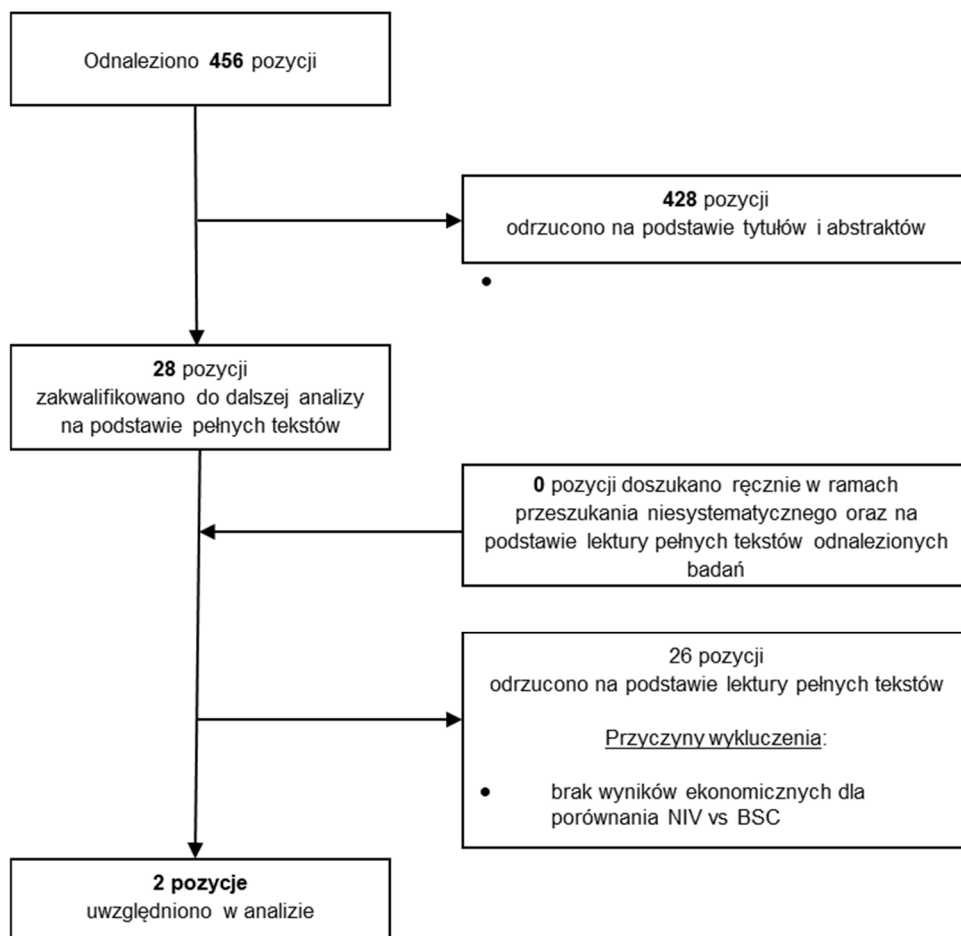 Odnaleziono 456 pozycji
428 pozycji
odrzucono na podstawie tytułów i abstraktów
•
28 pozycji
zakwalifikowano do dalszej analizy
na podstawie pełnych tekstów
0 pozycji doszukano ręcznie w ramach
przeszukania niesystematycznego oraz na
podstawie lektury pełnych tekstów odnalezionych
badań
26 pozycji
odrzucono na podstawie lektury pełnych tekstów
Przyczyny wykluczenia:
• brak wyników ekonomicznych dla
porównania NIV vs BSC
2 pozycje
uwzględniono w analizie